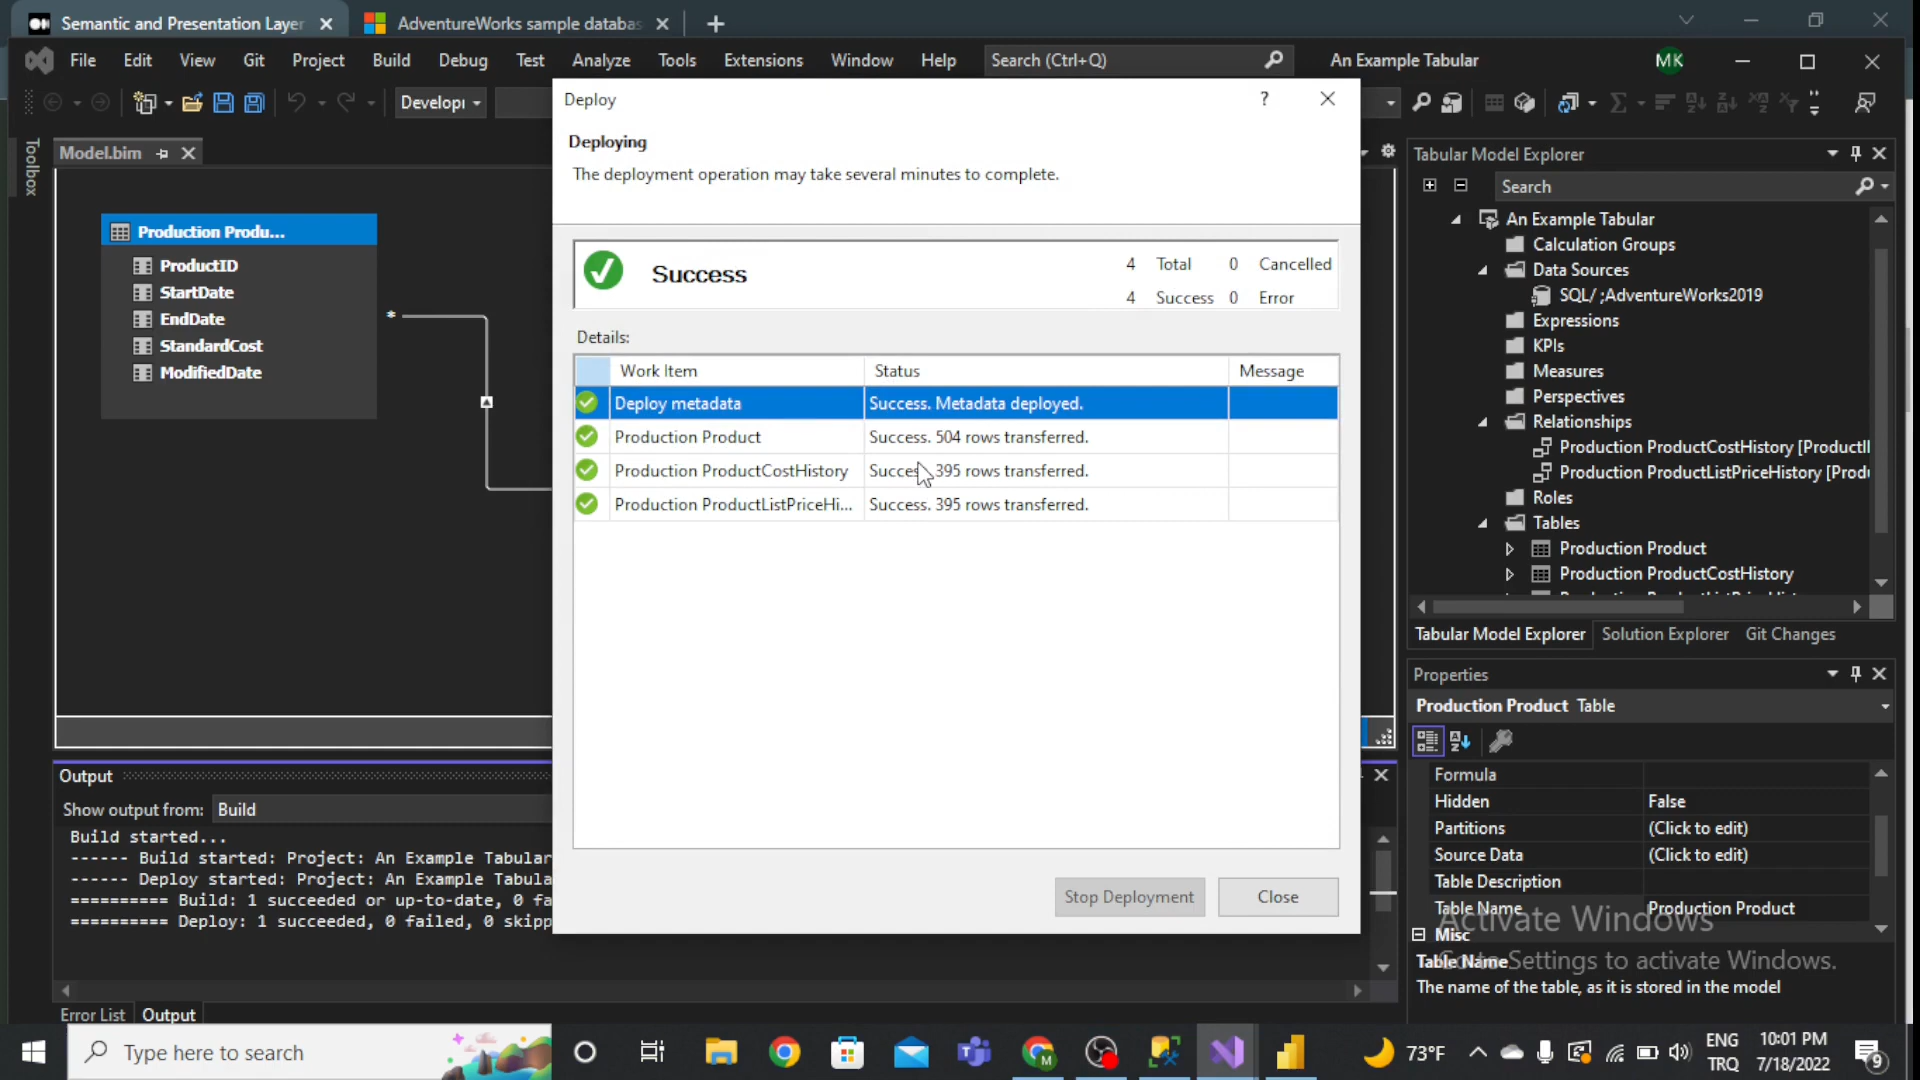 Semantic and Presentation Layer
AdventureWorks sample databas
File Edit View Git Project Build Debug Test Analyze Tools Extensions Window Help Search (Ctrl+Q) An Example Tabular MK
Developi
Toolbox
Model.bim
Production Produ...
ProductID
StartDate
EndDate
StandardCost
ModifiedDate
*
Deploy ?
Deploying
The deployment operation may take several minutes to complete.
Success
4 Total 0 Cancelled
4 Success 0 Error
Details:
Work Item Status Message
Deploy metadata Success. Metadata deployed.
Production Product Success. 504 rows transferred.
Production ProductCostHistory Success. 395 rows transferred.
Production ProductListPriceHi... Success. 395 rows transferred.
Stop Deployment Close
Output
Show output from: Build
Build started...
------ Build started: Project: An Example Tabular
------ Deploy started: Project: An Example Tabula
========== Build: 1 succeeded or up-to-date, 0 fa
========== Deploy: 1 succeeded, 0 failed, 0 skipp
Error List Output
Tabular Model Explorer
Search
An Example Tabular
Calculation Groups
Data Sources
SQL/ ;AdventureWorks2019
Expressions
KPIs
Measures
Perspectives
Relationships
Production ProductCostHistory [ProductI
Production ProductListPriceHistory [Produ
Roles
Tables
Production Product
Production ProductCostHistory
Tabular Model Explorer Solution Explorer Git Changes
Properties
Production Product Table
Formula
Hidden False
Partitions (Click to edit)
Source Data (Click to edit)
Table Description
Table Name Production Product
Misc
Table Name
The name of the table, as it is stored in the model
Activate Windows
Go to Settings to activate Windows.
Type here to search
73°F
ENG
TRQ
10:01 PM
7/18/2022
9